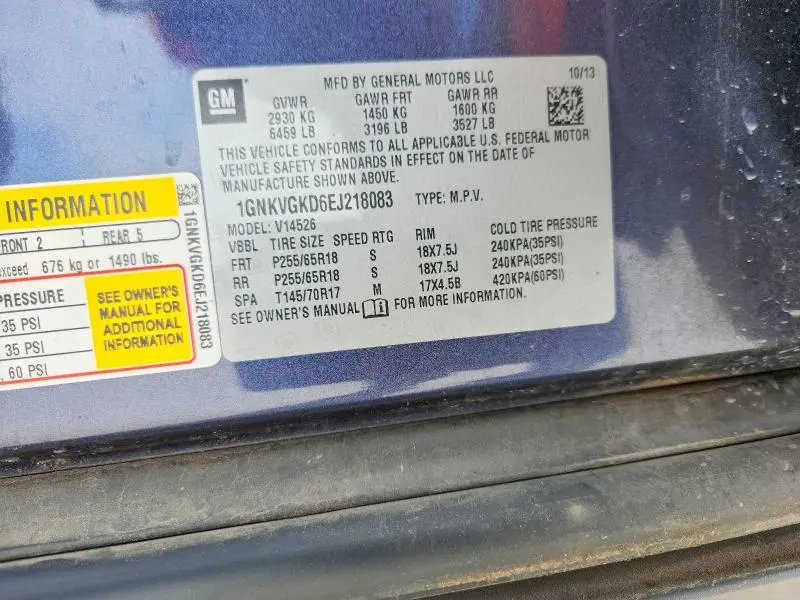 GM
MFD BY GENERAL MOTORS LLC
10/13
GVWR GAWR FRT GAWR RR
2930 KG 1450 KG 1600 KG
6459 LB 3196 LB 3527 LB
THIS VEHICLE CONFORMS TO ALL APPLICABLE U.S. FEDERAL MOTOR
VEHICLE SAFETY STANDARDS IN EFFECT ON THE DATE OF
MANUFACTURE SHOWN ABOVE.
1GNKVGKD6EJ218083 TYPE: M.P.V.
MODEL: V14526
VBBL TIRE SIZE SPEED RTG RIM COLD TIRE PRESSURE
FRT P255/65R18 S 18X7.5J 240KPA(35PSI)
RR P255/65R18 S 18X7.5J 240KPA(35PSI)
SPA T145/70R17 M 17X4.5B 420KPA(60PSI)
SEE OWNER'S MANUAL FOR MORE INFORMATION.
INFORMATION
RONT 2 REAR 5
exceed 676 kg or 1490 lbs.
PRESSURE
35 PSI
35 PSI
, 60 PSI
SEE OWNER'S
MANUAL FOR
ADDITIONAL
INFORMATION
1GNKVGKD6EJ218083